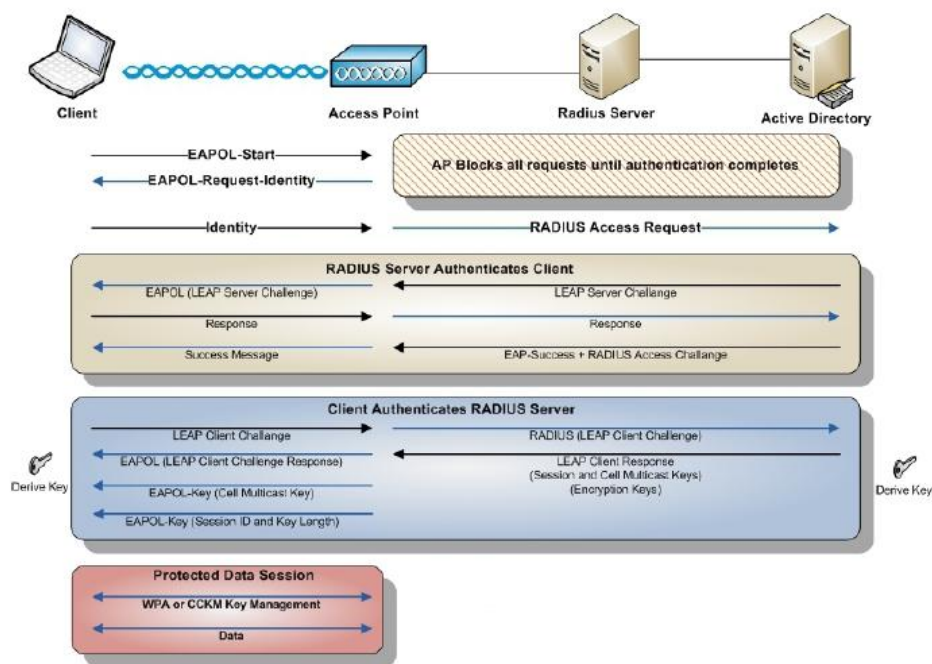 Client
Access Point
Radius Server
Active Directory
EAPOL-Start
AP Blocks all requests until authentication completes
EAPOL-Request-Identity
Identity
RADIUS Access Request
RADIUS Server Authenticates Client
EAPOL (LEAP Server Challenge)
LEAP Server Challange
Response
Response
Success Message
EAP-Success + RADIUS Access Challange
Client Authenticates RADIUS Server
LEAP Client Challange
RADIUS (LEAP Client Challenge)
EAPOL (LEAP Client Challenge Response)
LEAP Client Response
(Session and Cell Multicast Keys)
(Encryption Keys)
Derive Key
Derive Key
EAPOL-Key (Cell Multicast Key)
EAPOL-Key (Session ID and Key Length)
Protected Data Session
WPA or CCKM Key Management
Data